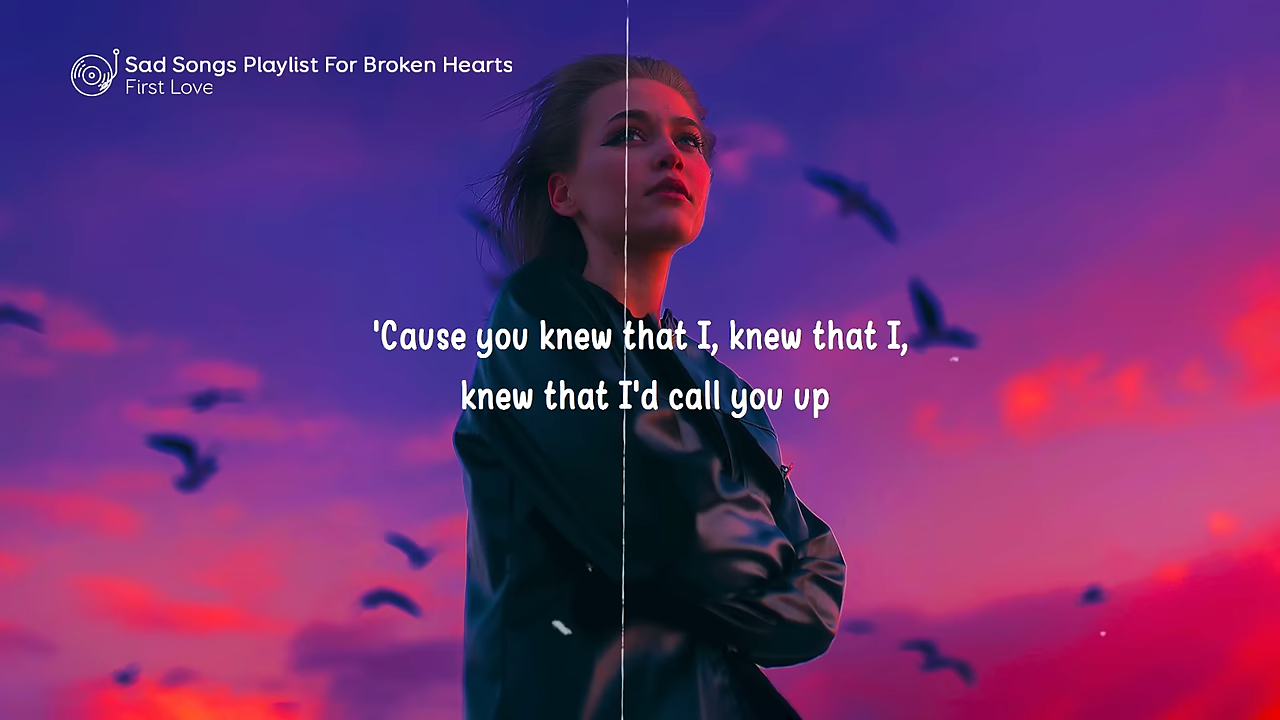 Sad Songs Playlist For Broken Hearts
First Love
'Cause you knew that I, knew that I,
knew that I'd call you up